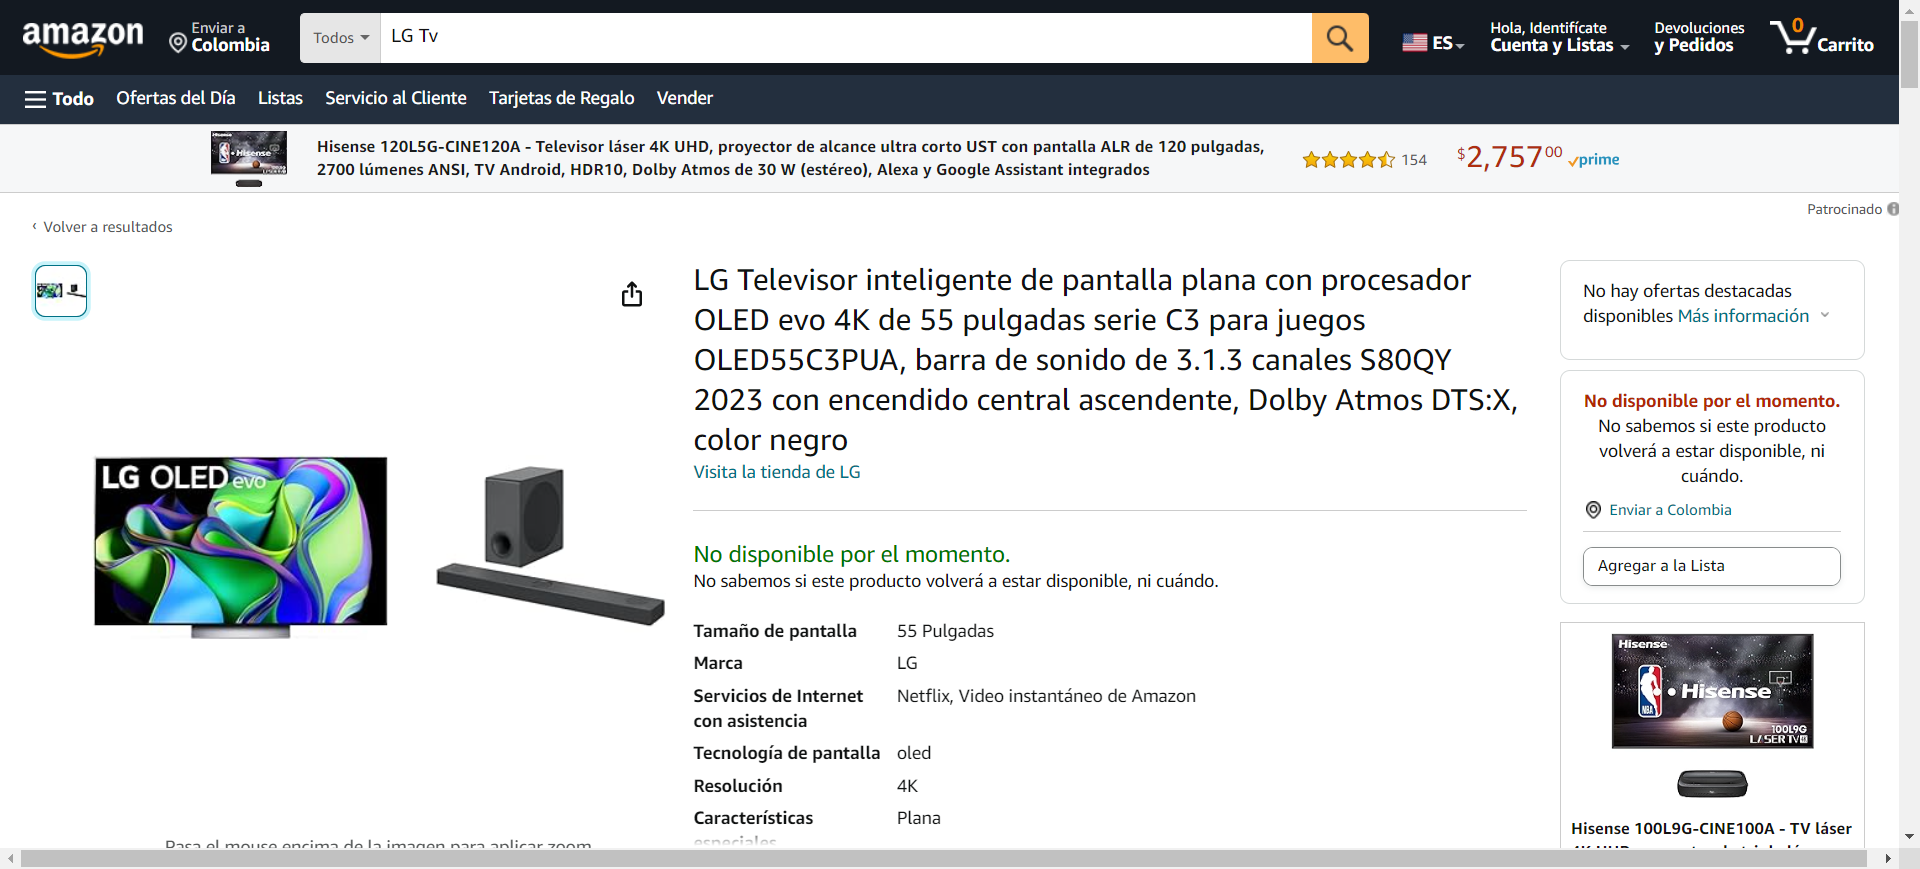 amazon
Enviar a
Colombia
Todos
LG Tv
ES
Hola, Identifícate
Cuenta y Listas
Devoluciones
y Pedidos
0
Carrito
Todo
Ofertas del Día
Listas
Servicio al Cliente
Tarjetas de Regalo
Vender
Hisense 120L5G-CINE120A - Televisor láser 4K UHD, proyector de alcance ultra corto UST con pantalla ALR de 120 pulgadas,
2700 lúmenes ANSI, TV Android, HDR10, Dolby Atmos de 30 W (estéreo), Alexa y Google Assistant integrados
154
$2,75700
prime
Patrocinado
‹ Volver a resultados
LG Televisor inteligente de pantalla plana con procesador
OLED evo 4K de 55 pulgadas serie C3 para juegos
OLED55C3PUA, barra de sonido de 3.1.3 canales S80QY
2023 con encendido central ascendente, Dolby Atmos DTS:X,
color negro
Visita la tienda de LG
LG OLED evo
No disponible por el momento.
No sabemos si este producto volverá a estar disponible, ni cuándo.
Tamaño de pantalla 55 Pulgadas
Marca LG
Servicios de Internet Netflix, Video instantáneo de Amazon
con asistencia
Tecnología de pantalla oled
Resolución 4K
Características Plana
especiales
Pasa el mouse encima de la imagen para aplicar zoom
No hay ofertas destacadas
disponibles Más información
No disponible por el momento.
No sabemos si este producto
volverá a estar disponible, ni
cuándo.
Enviar a Colombia
Agregar a la Lista
Hisense
NBA
Hisense
100L9G
LASER TV
Hisense 100L9G-CINE100A - TV láser